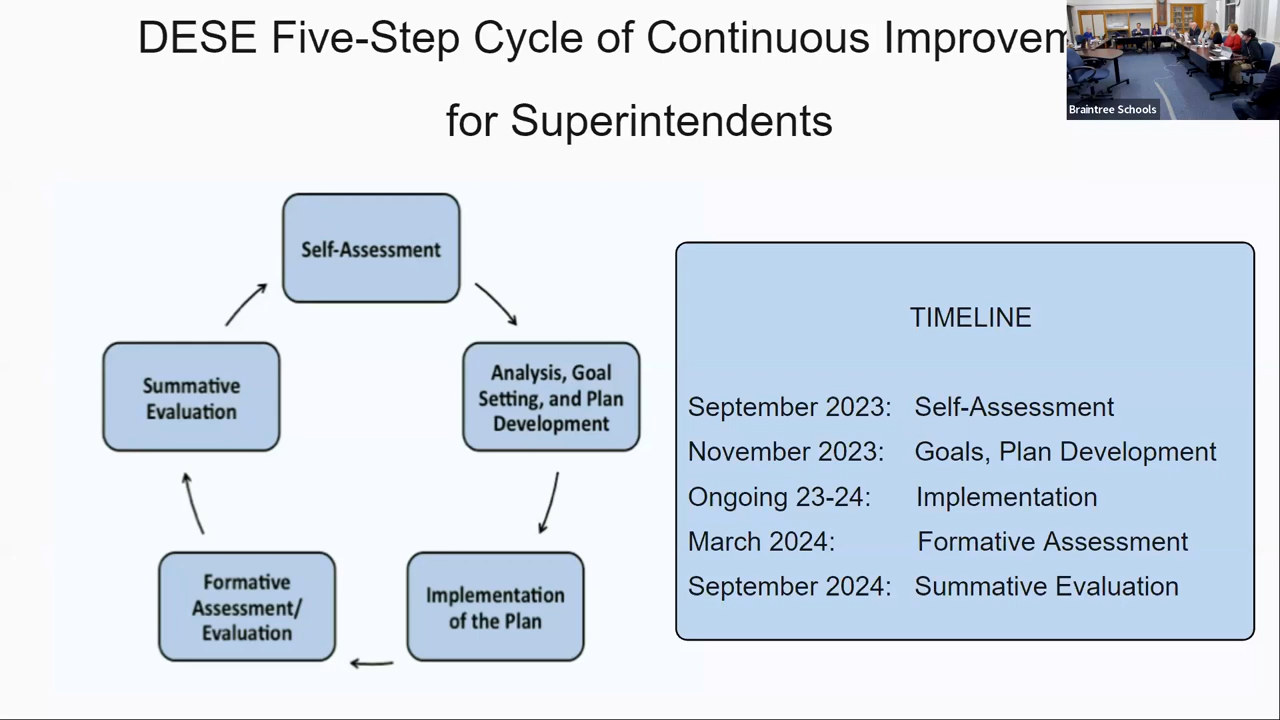 DESE Five-Step Cycle of Continuous
for Superintendents
Braintree Schools
Self-Assessment
Summative
Evaluation
Analysis, Goal
Setting, and Plan
Development
Formative
Assessment/
Evaluation
Implementation
of the Plan
TIMELINE
September 2023: Self-Assessment
November 2023: Goals, Plan Development
Ongoing 23-24: Implementation
March 2024: Formative Assessment
September 2024: Summative Evaluation